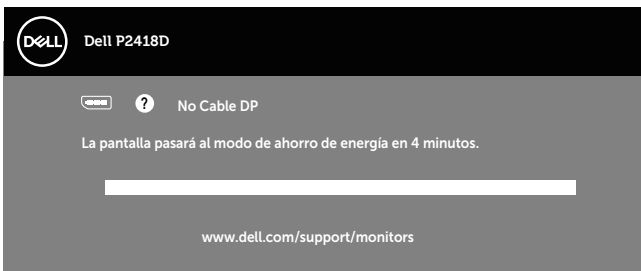 DELL
Dell P2418D
? No Cable DP
La pantalla pasará al modo de ahorro de energía en 4 minutos.
www.dell.com/support/monitors